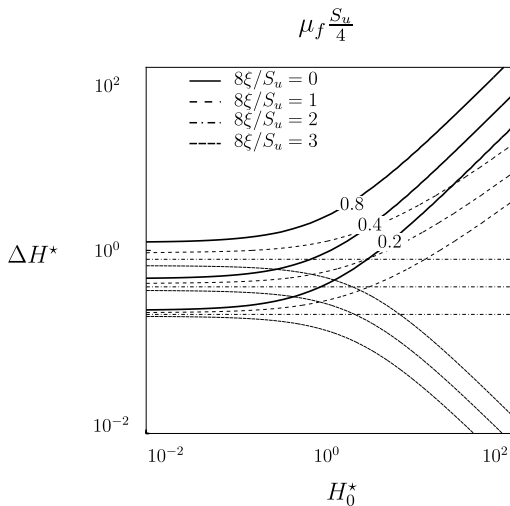 μ_f S_u/4
10^2
8ξ/S_u = 0
8ξ/S_u = 1
8ξ/S_u = 2
8ξ/S_u = 3
0.8
0.4
0.2
ΔH^⋆
10^0
10^{-2}
10^{-2}
10^0
10^2
H_0^⋆